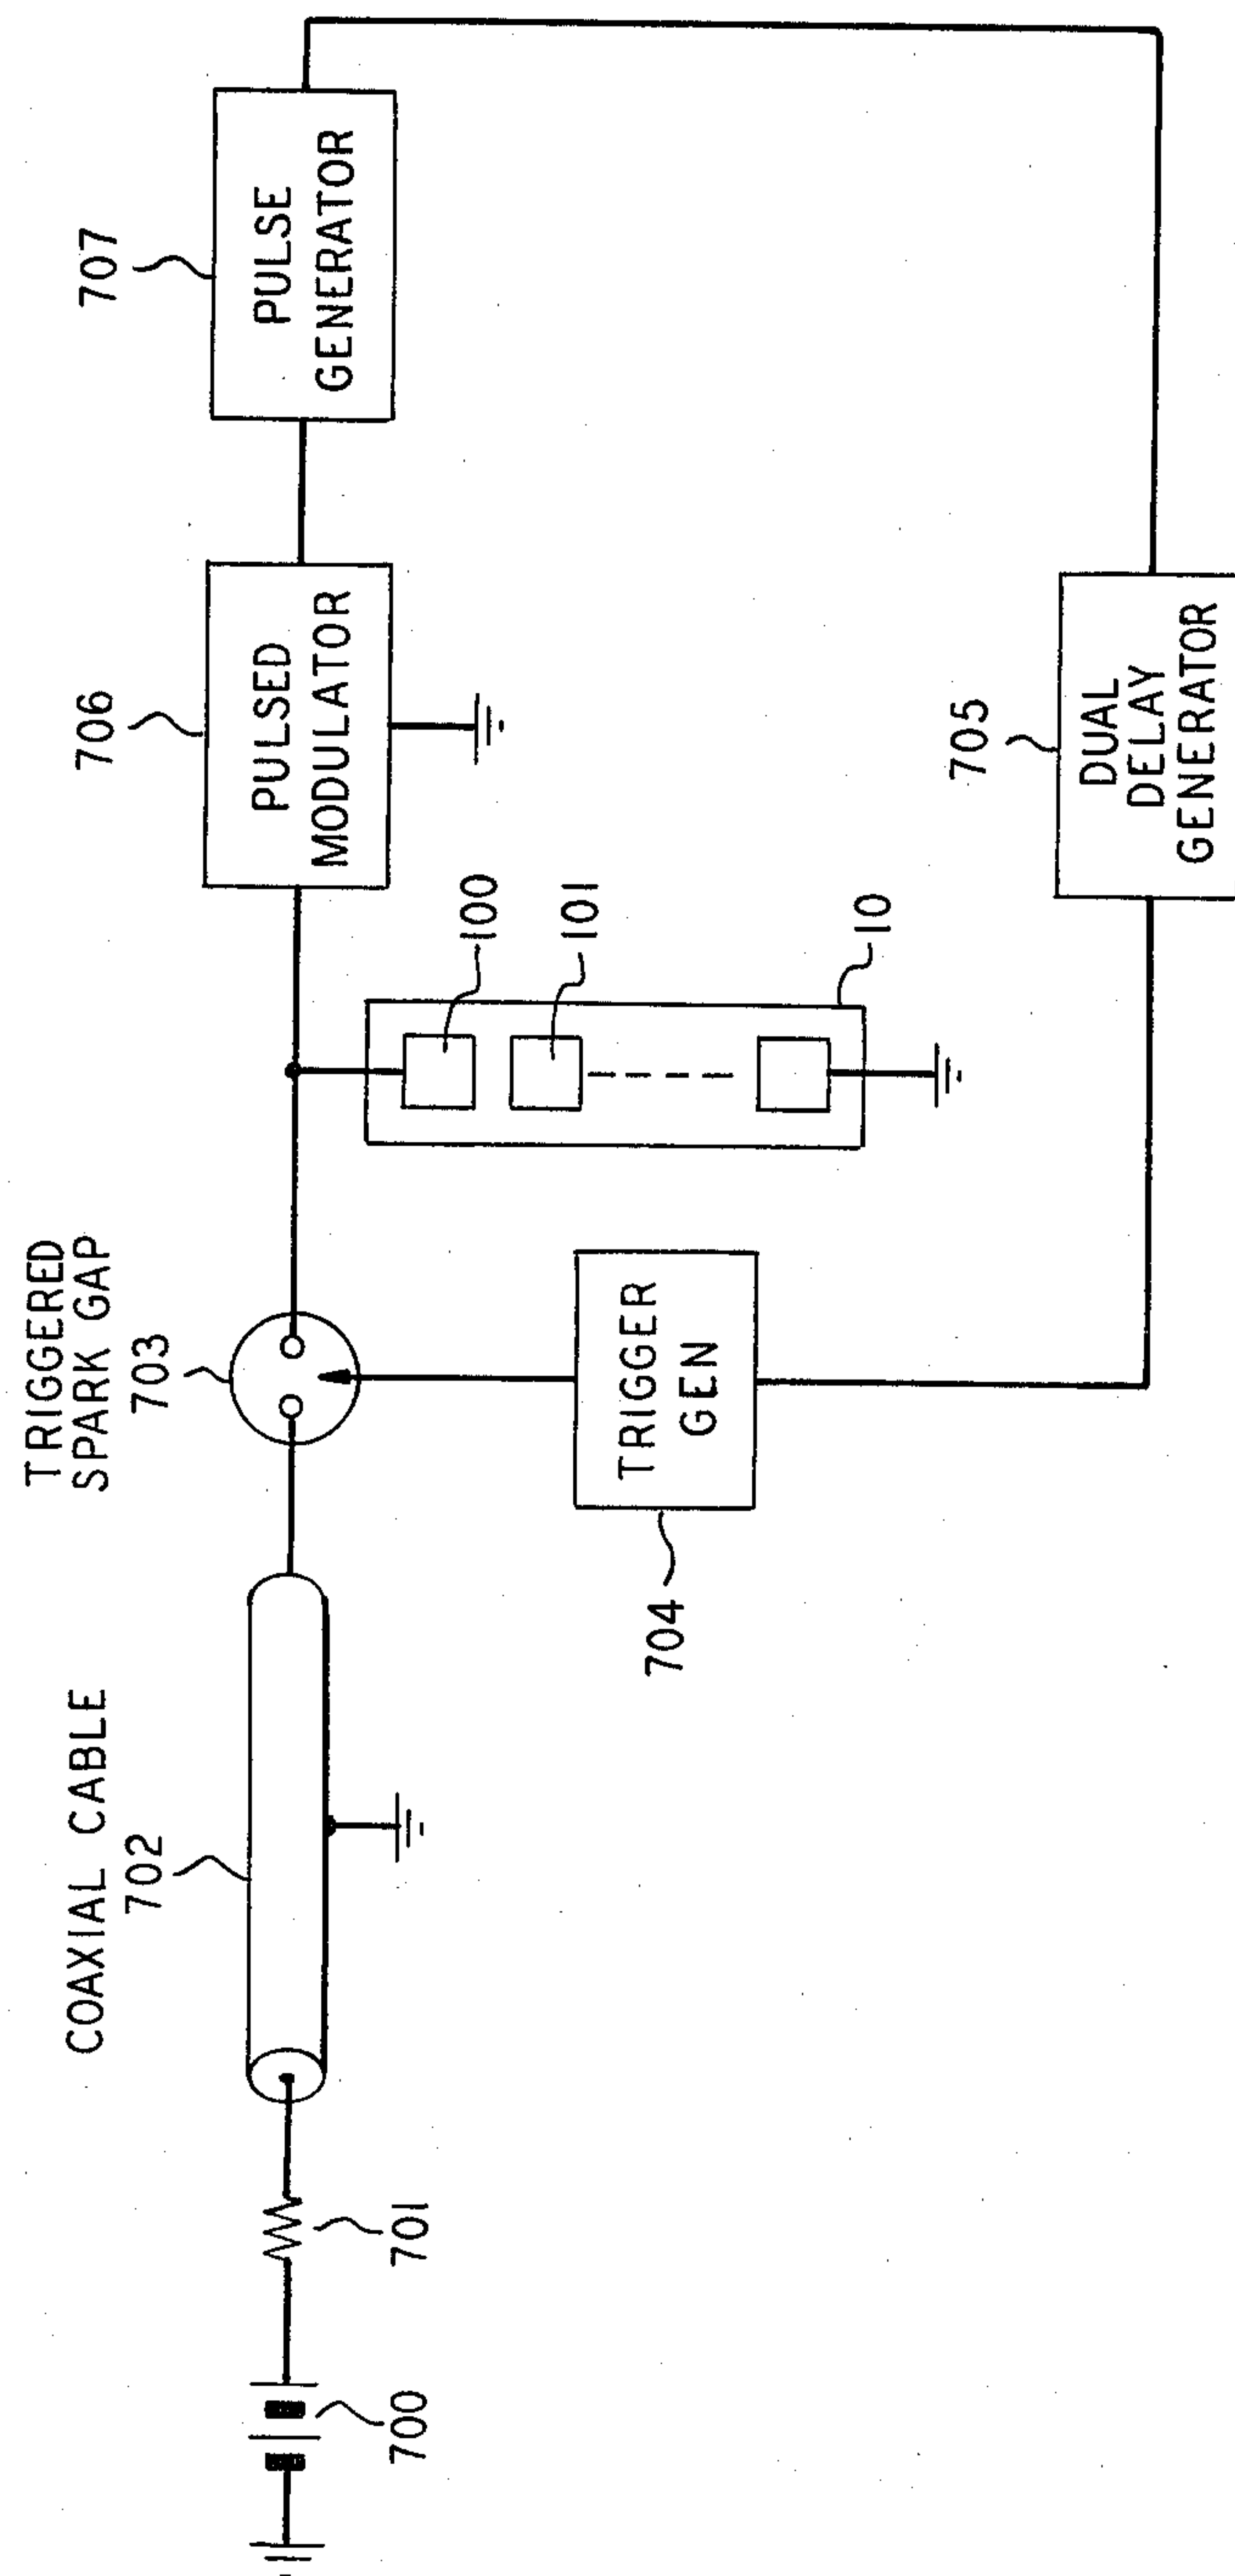 TRIGGERED
SPARK GAP
703
COAXIAL CABLE
702
706
PULSED
MODULATOR
707
PULSE
GENERATOR
700
701
100
101
10
TRIGGER
GEN
704
705
DUAL
DELAY
GENERATOR